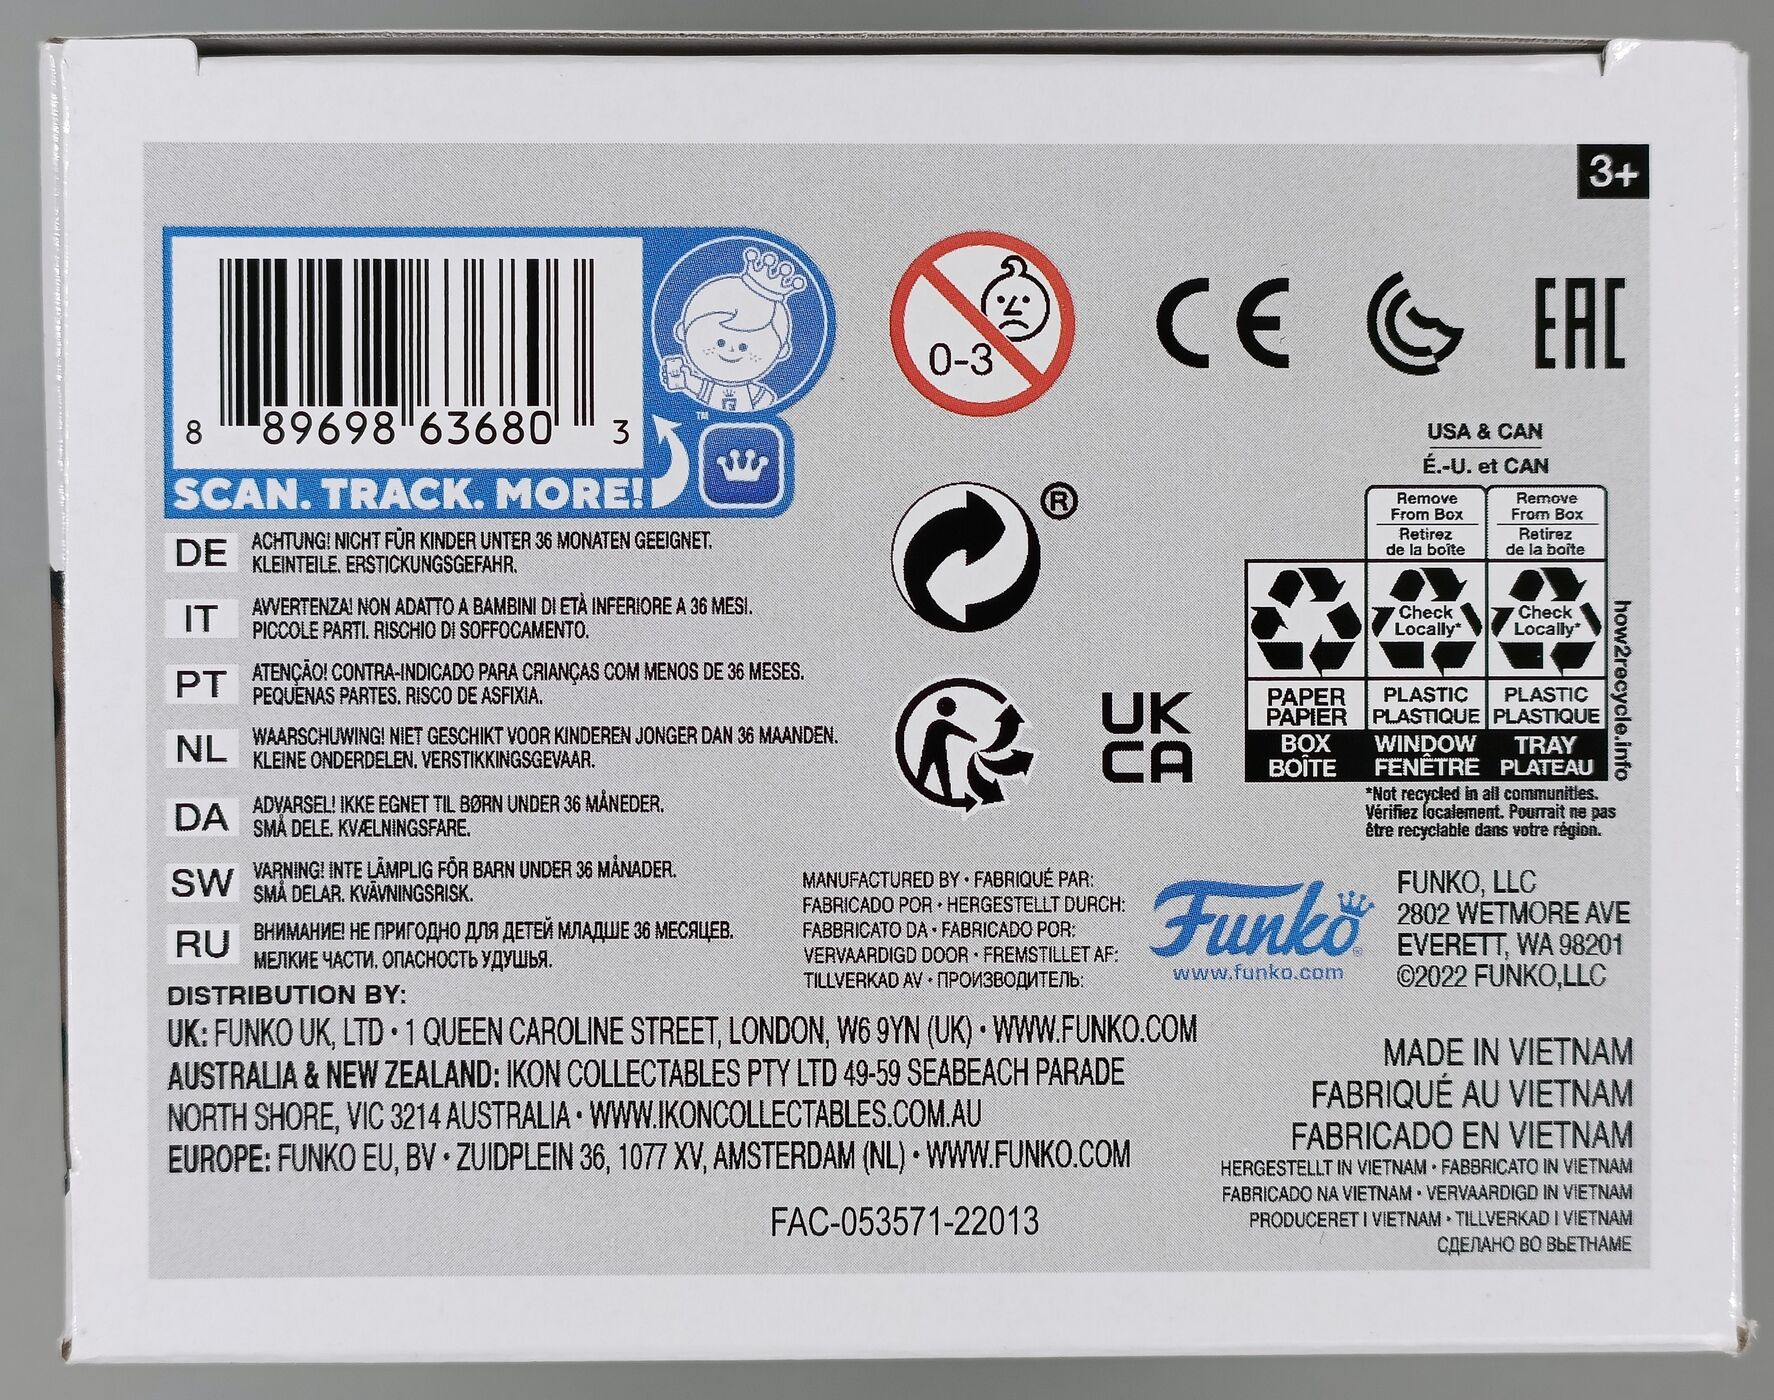 3+
8 89698 63680 3
™
SCAN. TRACK. MORE!
DE ACHTUNG! NICHT FÜR KINDER UNTER 36 MONATEN GEEIGNET.
KLEINTEILE. ERSTICKUNGSGEFAHR.
IT AVVERTENZA! NON ADATTO A BAMBINI DI ETÀ INFERIORE A 36 MESI.
PICCOLE PARTI. RISCHIO DI SOFFOCAMENTO.
PT ATENÇÃO! CONTRA-INDICADO PARA CRIANÇAS COM MENOS DE 36 MESES.
PEQUENAS PARTES. RISCO DE ASFIXIA.
NL WAARSCHUWING! NIET GESCHIKT VOOR KINDEREN JONGER DAN 36 MAANDEN.
KLEINE ONDERDELEN. VERSTIKKINGSGEVAAR.
DA ADVARSEL! IKKE EGNET TIL BØRN UNDER 36 MÅNEDER.
SMÅ DELE. KVÆLNINGSFARE.
SW VARNING! INTE LÄMPLIG FÖR BARN UNDER 36 MÅNADER.
SMÅ DELAR. KVÄVNINGSRISK.
RU ВНИМАНИЕ! НЕ ПРИГОДНО ДЛЯ ДЕТЕЙ МЛАДШЕ 36 МЕСЯЦЕВ.
МЕЛКИЕ ЧАСТИ. ОПАСНОСТЬ УДУШЬЯ.
0-3
CE
EAC
®
UK
CA
USA & CAN
É.-U. et CAN
Remove
From Box
Retirez
de la boîte
Remove
From Box
Retirez
de la boîte
Check
Locally*
Check
Locally*
PAPER
PAPIER
PLASTIC
PLASTIQUE
PLASTIC
PLASTIQUE
BOX
BOÎTE
WINDOW
FENÊTRE
TRAY
PLATEAU
how2recycle.info
*Not recycled in all communities.
Vérifiez localement. Pourrait ne pas
être recyclable dans votre région.
MANUFACTURED BY • FABRIQUÉ PAR:
FABRICADO POR • HERGESTELLT DURCH:
FABBRICATO DA • FABRICADO POR:
VERVAARDIGD DOOR • FREMSTILLET AF:
TILLVERKAD AV • ПРОИЗВОДИТЕЛЬ:
Funko®
www.funko.com
FUNKO, LLC
2802 WETMORE AVE
EVERETT, WA 98201
©2022 FUNKO,LLC
DISTRIBUTION BY:
UK: FUNKO UK, LTD • 1 QUEEN CAROLINE STREET, LONDON, W6 9YN (UK) • WWW.FUNKO.COM
AUSTRALIA & NEW ZEALAND: IKON COLLECTABLES PTY LTD 49-59 SEABEACH PARADE
NORTH SHORE, VIC 3214 AUSTRALIA • WWW.IKONCOLLECTABLES.COM.AU
EUROPE: FUNKO EU, BV • ZUIDPLEIN 36, 1077 XV, AMSTERDAM (NL) • WWW.FUNKO.COM
FAC-053571-22013
MADE IN VIETNAM
FABRIQUÉ AU VIETNAM
FABRICADO EN VIETNAM
HERGESTELLT IN VIETNAM • FABBRICATO IN VIETNAM
FABRICADO NA VIETNAM • VERVAARDIGD IN VIETNAM
PRODUCERET I VIETNAM • TILLVERKAD I VIETNAM
СДЕЛАНО ВО ВЬЕТНАМЕ